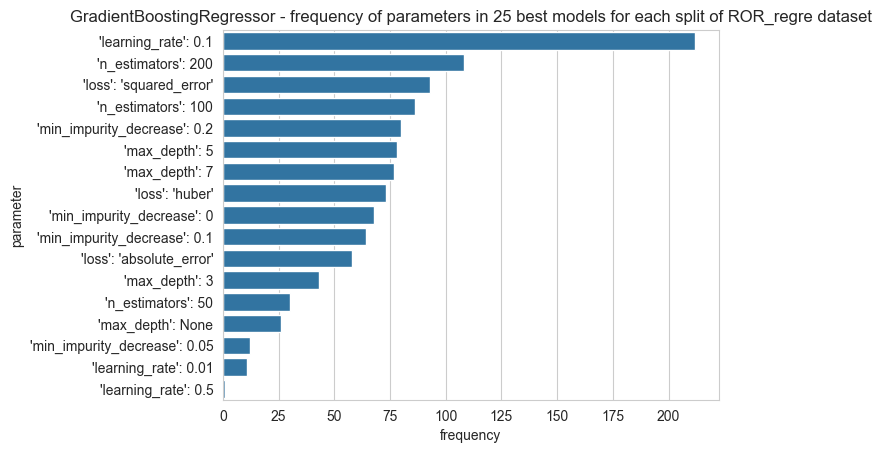 GradientBoostingRegressor - frequency of parameters in 25 best models for each split of ROR_regre dataset
'learning_rate': 0.1
'n_estimators': 200
'loss': 'squared_error'
'n_estimators': 100
'min_impurity_decrease': 0.2
'max_depth': 5
'max_depth': 7
'loss': 'huber'
'min_impurity_decrease': 0
'min_impurity_decrease': 0.1
'loss': 'absolute_error'
'max_depth': 3
'n_estimators': 50
'max_depth': None
'min_impurity_decrease': 0.05
'learning_rate': 0.01
'learning_rate': 0.5
parameter
0 25 50 75 100 125 150 175 200
frequency